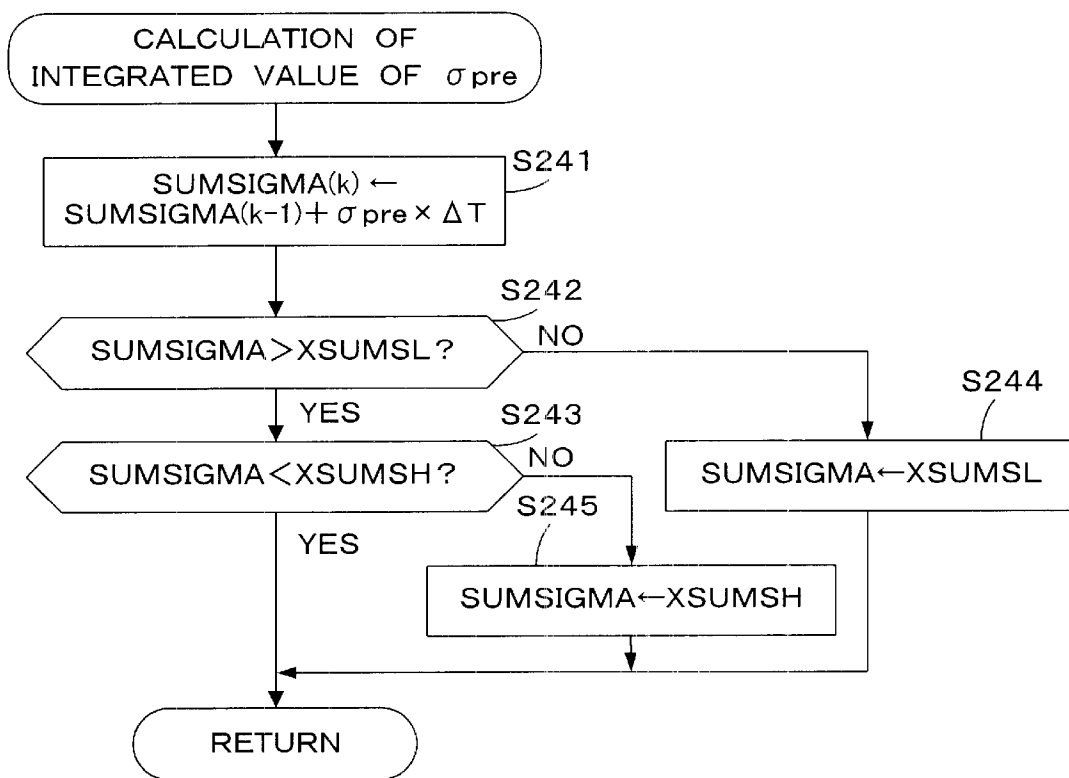 CALCULATION OF
INTEGRATED VALUE OF σpre
S241
SUMSIGMA(k) ←
SUMSIGMA(k-1)+ σpre × ΔT
S242
SUMSIGMA>XSUMSL?
NO
YES
S244
S243
SUMSIGMA<XSUMSH?
NO
SUMSIGMA←XSUMSL
S245
YES
SUMSIGMA←XSUMSH
RETURN